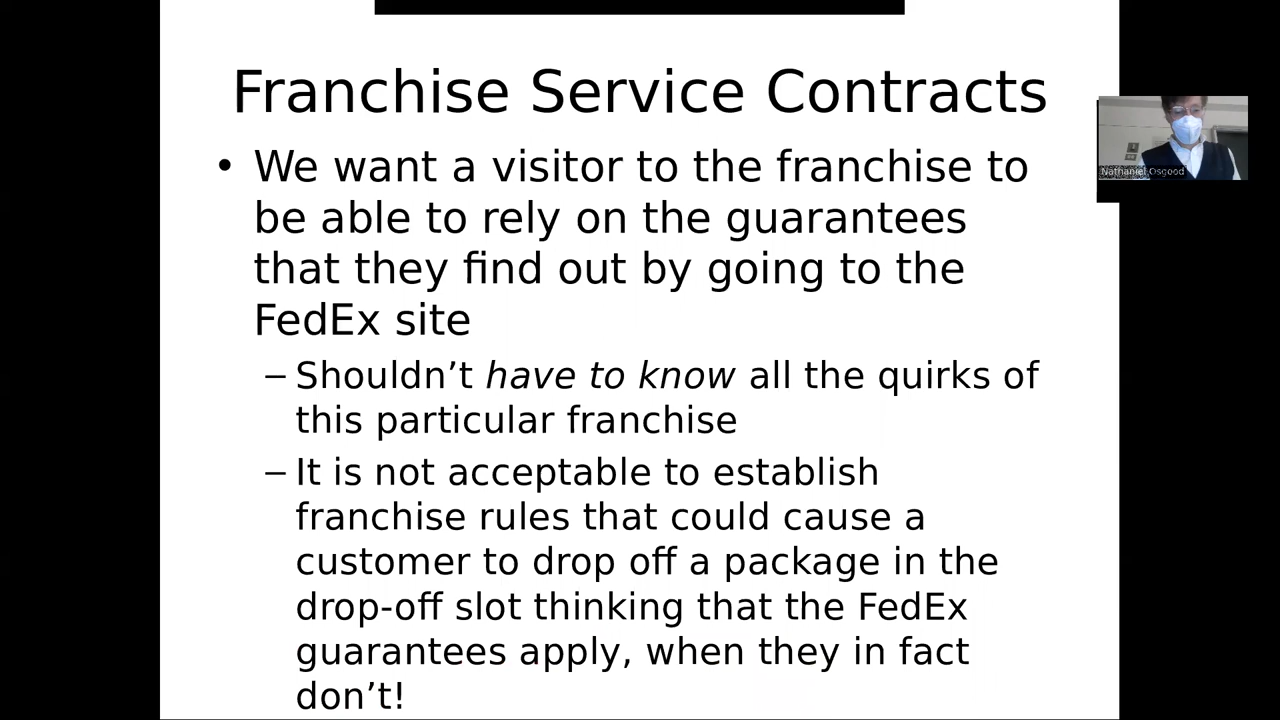 Franchise Service Contracts
• We want a visitor to the franchise to
be able to rely on the guarantees
that they find out by going to the
FedEx site
– Shouldn’t have to know all the quirks of
this particular franchise
– It is not acceptable to establish
franchise rules that could cause a
customer to drop off a package in the
drop-off slot thinking that the FedEx
guarantees apply, when they in fact
don’t!
Nathaniel Osgood